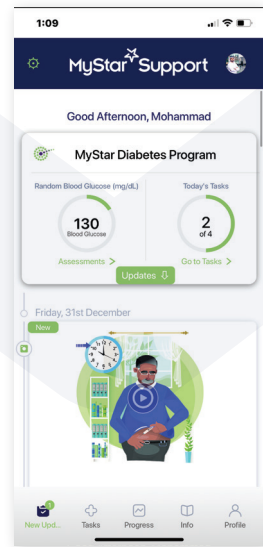 1:09
MyStar Support
Good Afternoon, Mohammad
MyStar Diabetes Program
Random Blood Glucose (mg/dL)
130
Blood Glucose
Assessments >
Today's Tasks
2
of 4
Go to Tasks >
Updates
Friday, 31st December
New
1
New Upd...
Tasks
Progress
Info
Profile